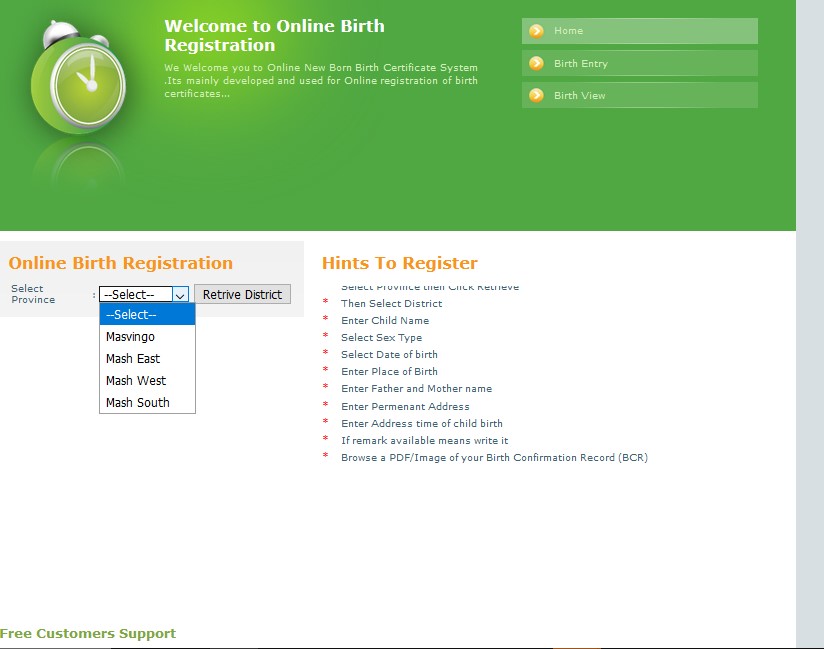 Welcome to Online Birth
Registration
We Welcome you to Online New Born Birth Certificate System
.Its mainly developed and used for Online registration of birth
certificates...
Home
Birth Entry
Birth View
Online Birth Registration
Select
Province
:
--Select--
Retrive District
--Select--
Masvingo
Mash East
Mash West
Mash South
Hints To Register
Select Province then Click Retrieve
* Then Select District
* Enter Child Name
* Select Sex Type
* Select Date of birth
* Enter Place of Birth
* Enter Father and Mother name
* Enter Permenant Address
* Enter Address time of child birth
* If remark available means write it
* Browse a PDF/Image of your Birth Confirmation Record (BCR)
Free Customers Support